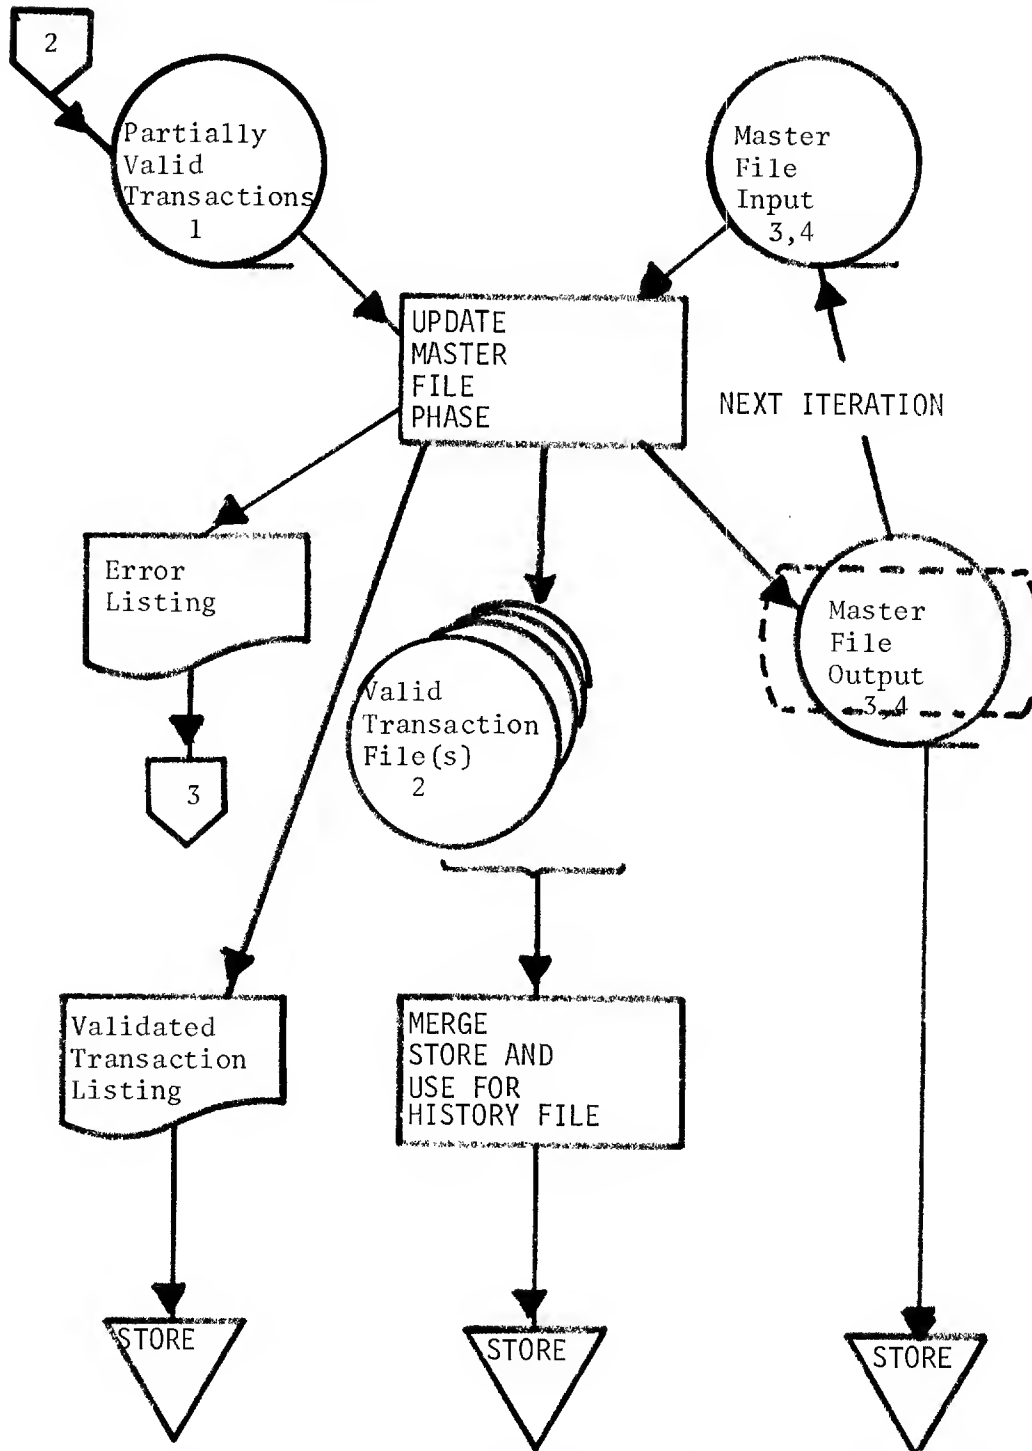 2
Partially
Valid
Transactions
1
Master
File
Input
3,4
UPDATE
MASTER
FILE
PHASE
NEXT ITERATION
Error
Listing
3
Valid
Transaction
File(s)
2
Master
File
Output
3,4
Validated
Transaction
Listing
MERGE
STORE AND
USE FOR
HISTORY FILE
STORE
STORE
STORE